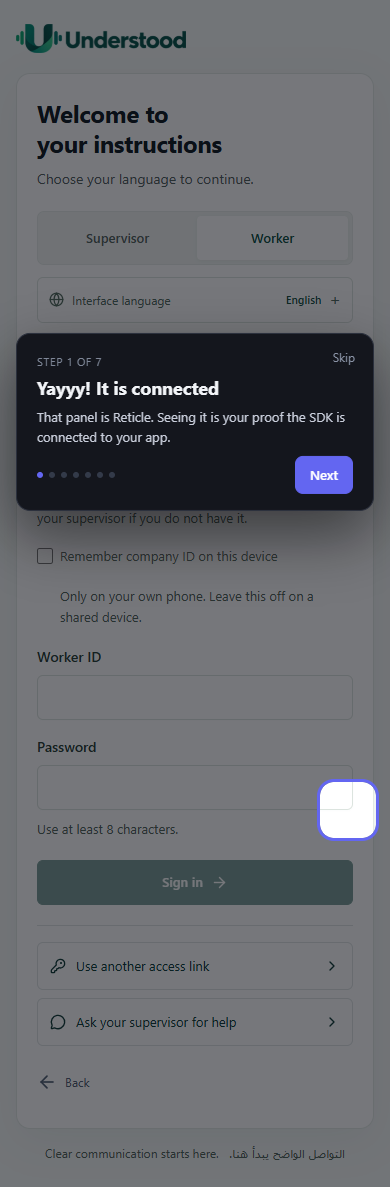 Understood
Welcome to
your instructions
Choose your language to continue.
Supervisor
Worker
Interface language
English +
STEP 1 OF 7
Skip
Yayyy! It is connected
That panel is Reticle. Seeing it is your proof the SDK is
connected to your app.
Next
your supervisor if you do not have it.
Remember company ID on this device
Only on your own phone. Leave this off on a
shared device.
Worker ID
Password
Use at least 8 characters.
Sign in
Use another access link
Ask your supervisor for help
Back
Clear communication starts here. التواصل الواضح يبدأ هنا.